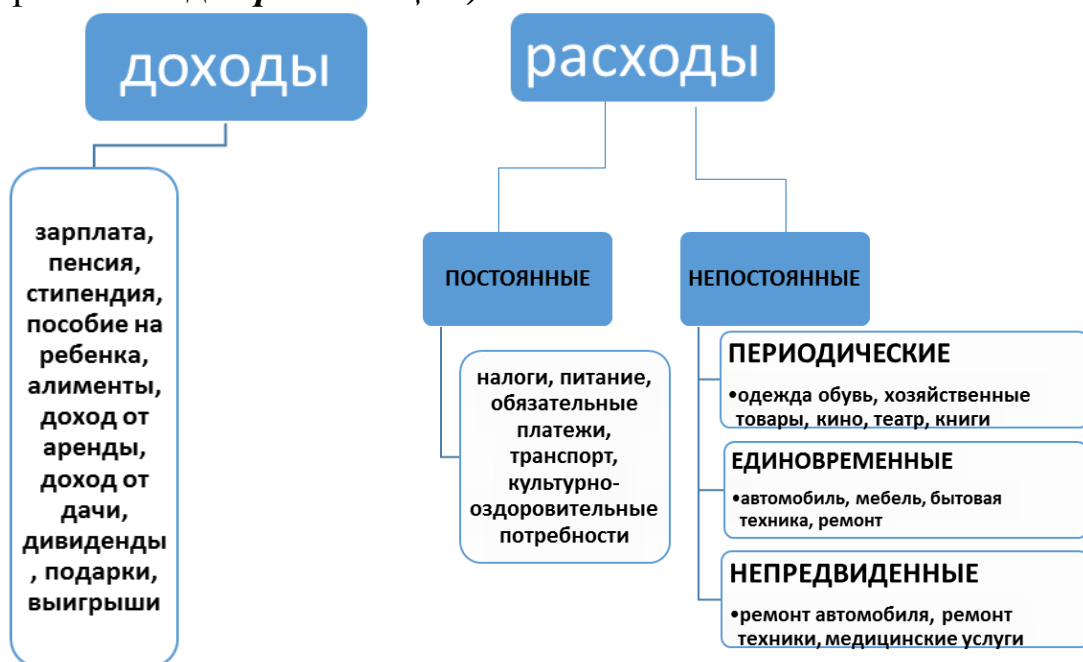 доходы
зарплата,
пенсия,
стипендия,
пособие на
ребенка,
алименты,
доход от
аренды,
доход от
дачи,
дивиденды
, подарки,
выигрыши
расходы
ПОСТОЯННЫЕ
налоги, питание,
обязательные
платежи,
транспорт,
культурно-
оздоровительные
потребности
НЕПОСТОЯННЫЕ
ПЕРИОДИЧЕСКИЕ
•одежда обувь, хозяйственные
товары, кино, театр, книги
ЕДИНОВРЕМЕННЫЕ
•автомобиль, мебель, бытовая
техника, ремонт
НЕПРЕДВИДЕННЫЕ
•ремонт автомобиля, ремонт
техники, медицинские услуги